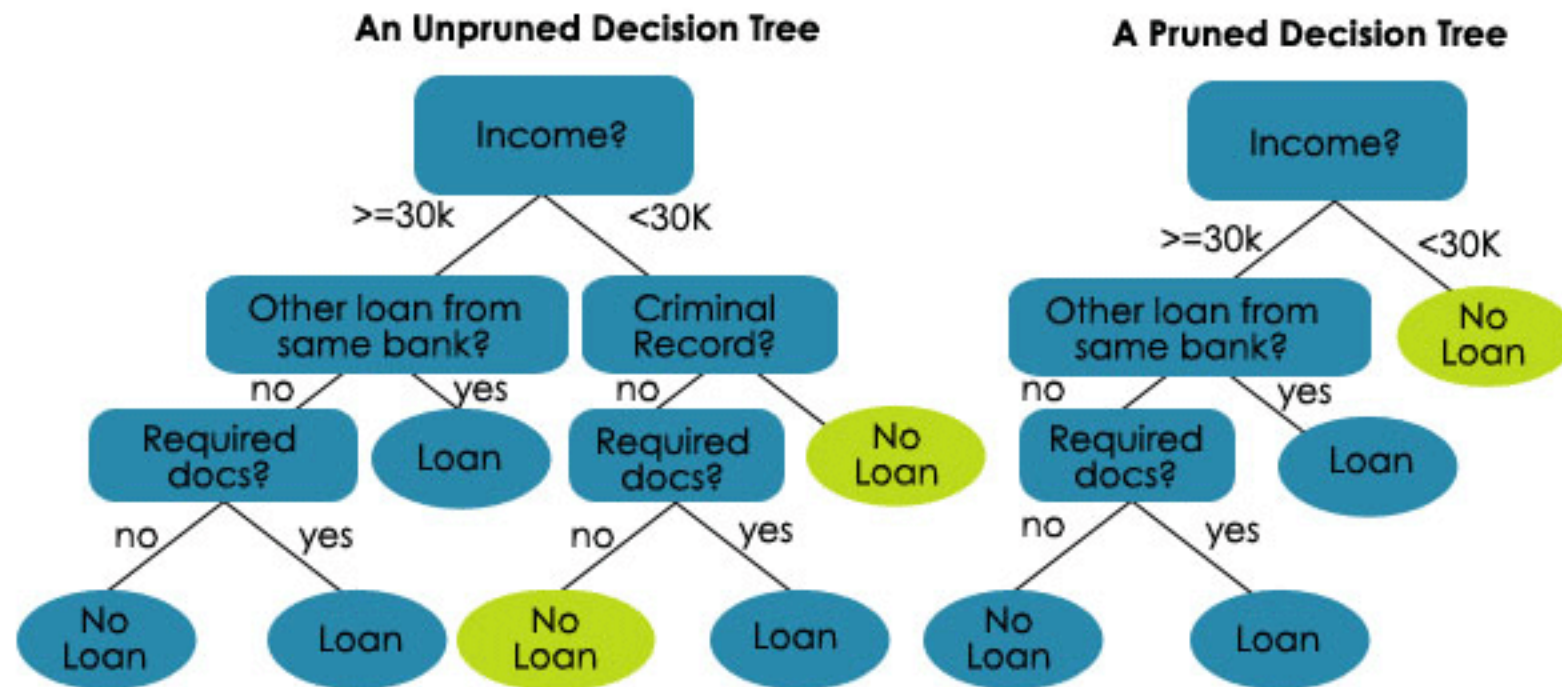 An Unpruned Decision Tree
Income?
>=30k
<30K
Other loan from
same bank?
Criminal
Record?
no
yes
no
Required
docs?
Loan
Required
docs?
No
Loan
no
yes
no
yes
No
Loan
Loan
No
Loan
Loan
A Pruned Decision Tree
Income?
>=30k
<30K
Other loan from
same bank?
No
Loan
no
yes
Required
docs?
Loan
no
yes
No
Loan
Loan